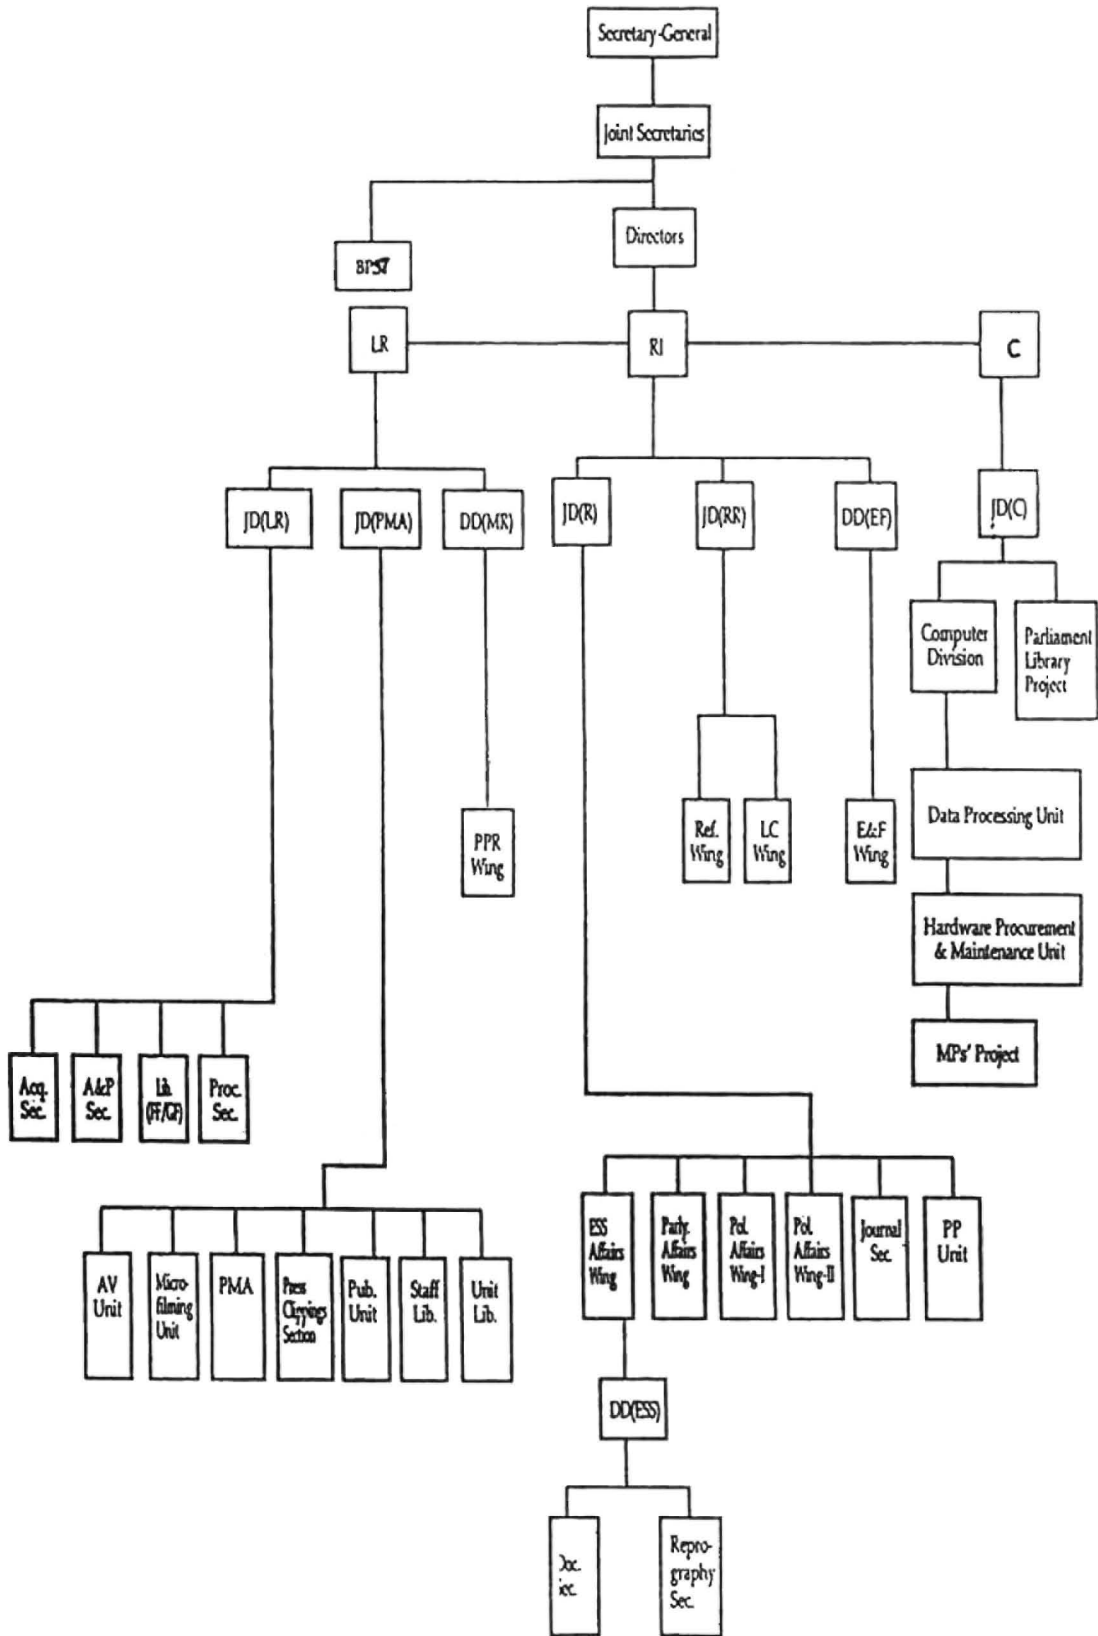 Secretary-General
Joint Secretaries
Directors
LR
RI
C
JD(LR)
JD(PMA)
DD(MR)
JD(R)
JD(RR)
DD(EF)
JD(C)
Computer
Division
Parliament
Library
Project
PPR
Wing
Ref.
Wing
LC
Wing
E&F
Wing
Data Processing Unit
Hardware Procurement
& Maintenance Unit
MPs' Project
Acq.
Sec.
A&P
Sec.
Lib.
(FF/GF)
Proc.
Sec.
AV
Unit
Micro-
filming
Unit
PMA
Press
Clippings
Section
Pub.
Unit
Staff
Lib.
Unit
Lib.
ESS
Affairs
Wing
Parly.
Affairs
Wing
Pol.
Affairs
Wing-I
Pol.
Affairs
Wing-II
Journal
Sec.
PP
Unit
DD(ESS)
Repro-
graphy
Sec.